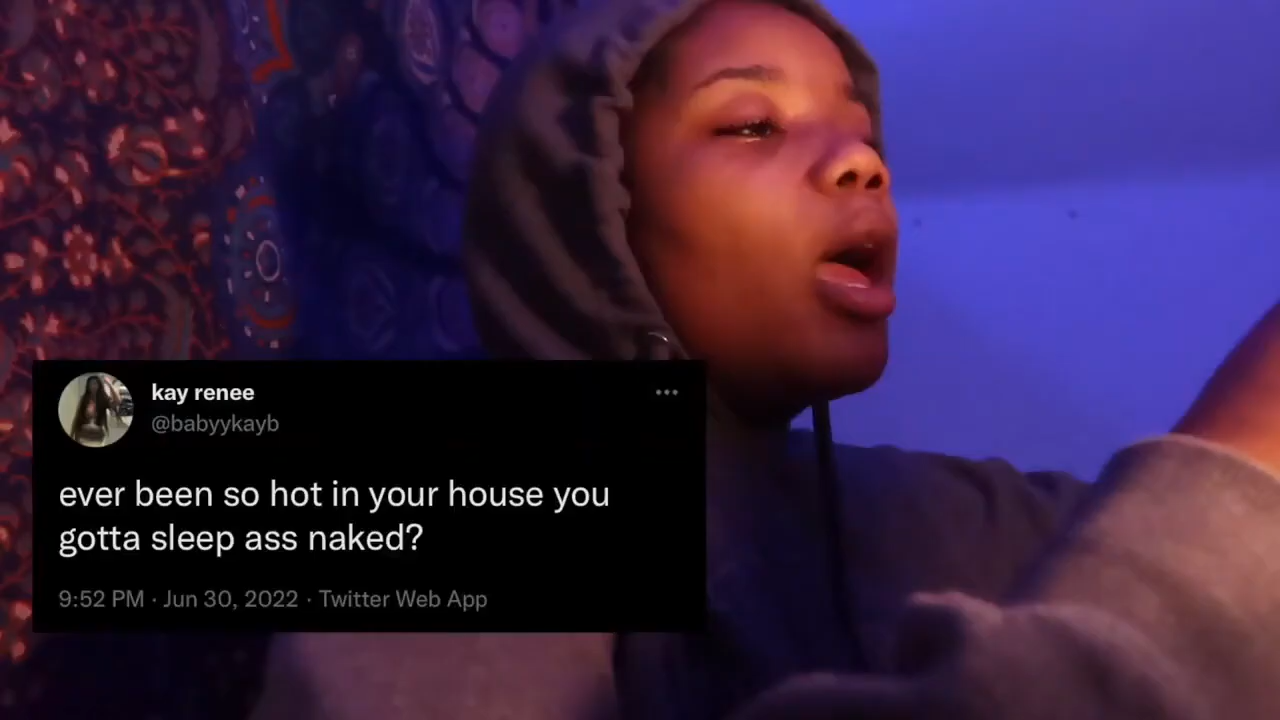 kay renee
@babyykayb
ever been so hot in your house you
gotta sleep ass naked?
9:52 PM · Jun 30, 2022 · Twitter Web App